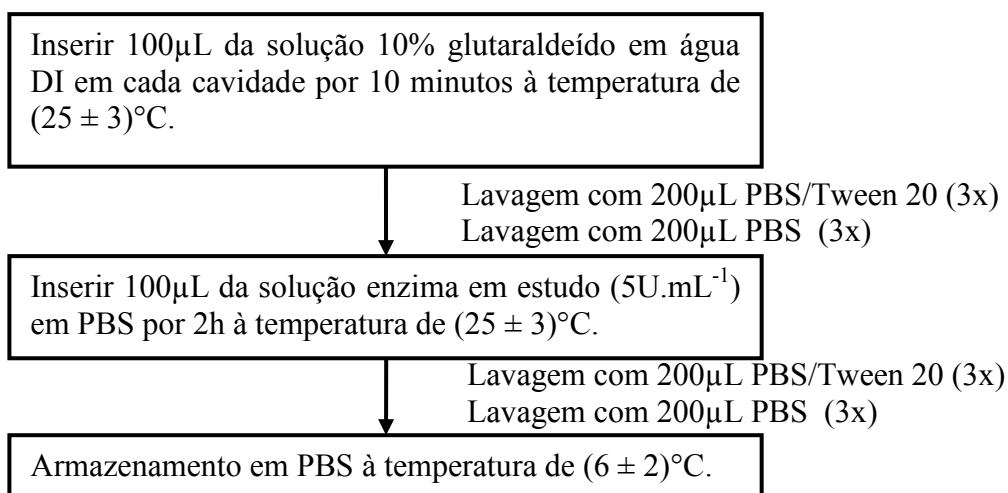 Inserir 100µL da solução 10% glutaraldeído em água
DI em cada cavidade por 10 minutos à temperatura de
(25 ± 3)°C.
Lavagem com 200µL PBS/Tween 20 (3x)
Lavagem com 200µL PBS (3x)
Inserir 100µL da solução enzima em estudo (5U.mL⁻¹)
em PBS por 2h à temperatura de (25 ± 3)°C.
Lavagem com 200µL PBS/Tween 20 (3x)
Lavagem com 200µL PBS (3x)
Armazenamento em PBS à temperatura de (6 ± 2)°C.